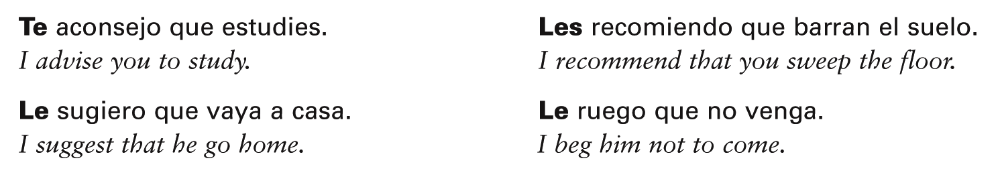 Te aconsejo que estudies.
I advise you to study.
Le sugiero que vaya a casa.
I suggest that he go home.
Les recomiendo que barran el suelo.
I recommend that you sweep the floor.
Le ruego que no venga.
I beg him not to come.